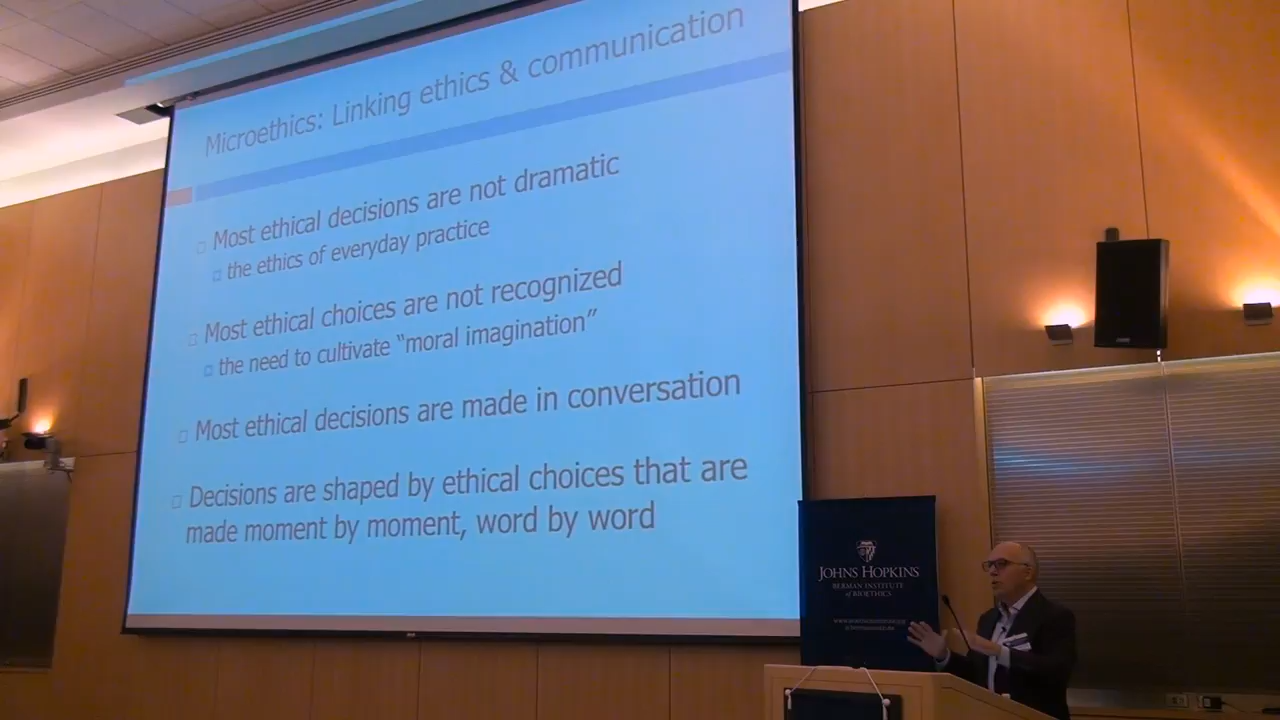 Microethics: Linking ethics & communication
Most ethical decisions are not dramatic
the ethics of everyday practice
Most ethical choices are not recognized
the need to cultivate “moral imagination”
Most ethical decisions are made in conversation
Decisions are shaped by ethical choices that are
made moment by moment, word by word
JOHNS HOPKINS
BERMAN INSTITUTE
of BIOETHICS